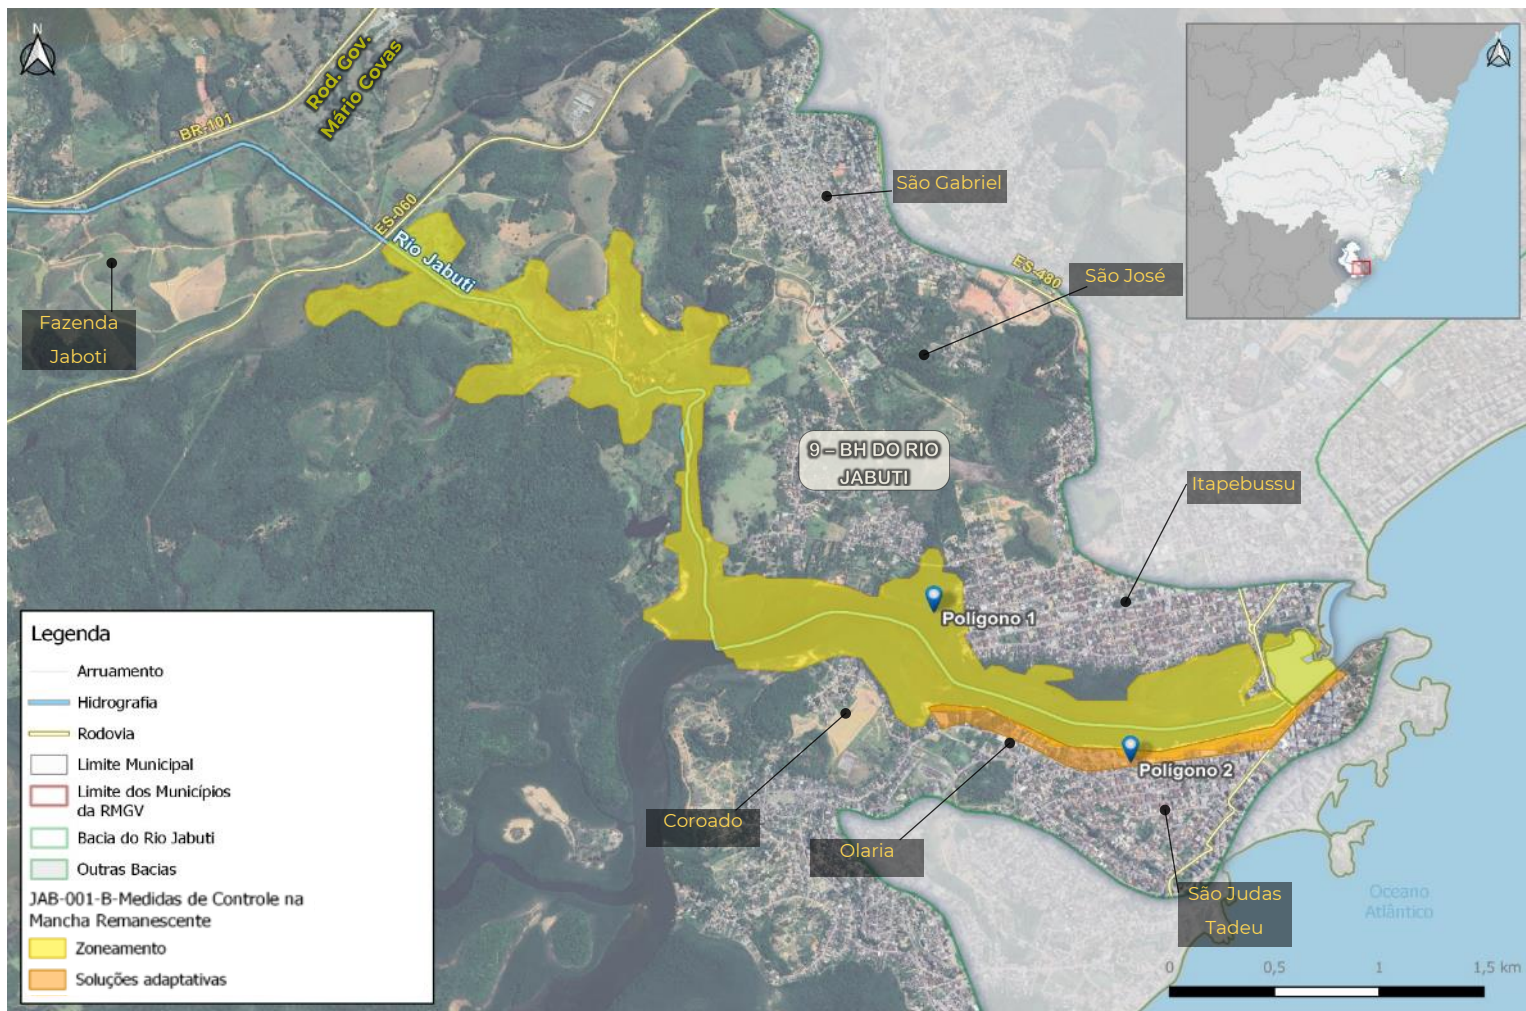 N
Rod. Gov.
Mário Covas
BR-101
ES-060
Rio Jabuti
São Gabriel
ES-480
São José
Fazenda
Jaboti
9 – BH DO RIO
JABUTI
Itapebussu
Polígono 1
Polígono 2
Coroado
Olaria
São Judas
Tadeu
Oceano
Atlântico
0 0,5 1 1,5 km
Legenda
Arruamento
Hidrografia
Rodovia
Limite Municipal
Limite dos Municípios
da RMGV
Bacia do Rio Jabuti
Outras Bacias
JAB-001-B-Medidas de Controle na
Mancha Remanescente
Zoneamento
Soluções adaptativas